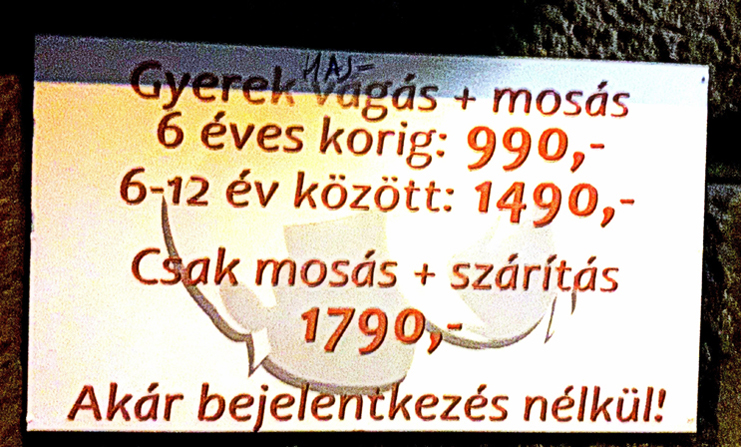 HAJ-
Gyerek vágás + mosás
6 éves korig: 990,-
6-12 év között: 1490,-
Csak mosás + szárítás
1790,-
Akár bejelentkezés nélkül!